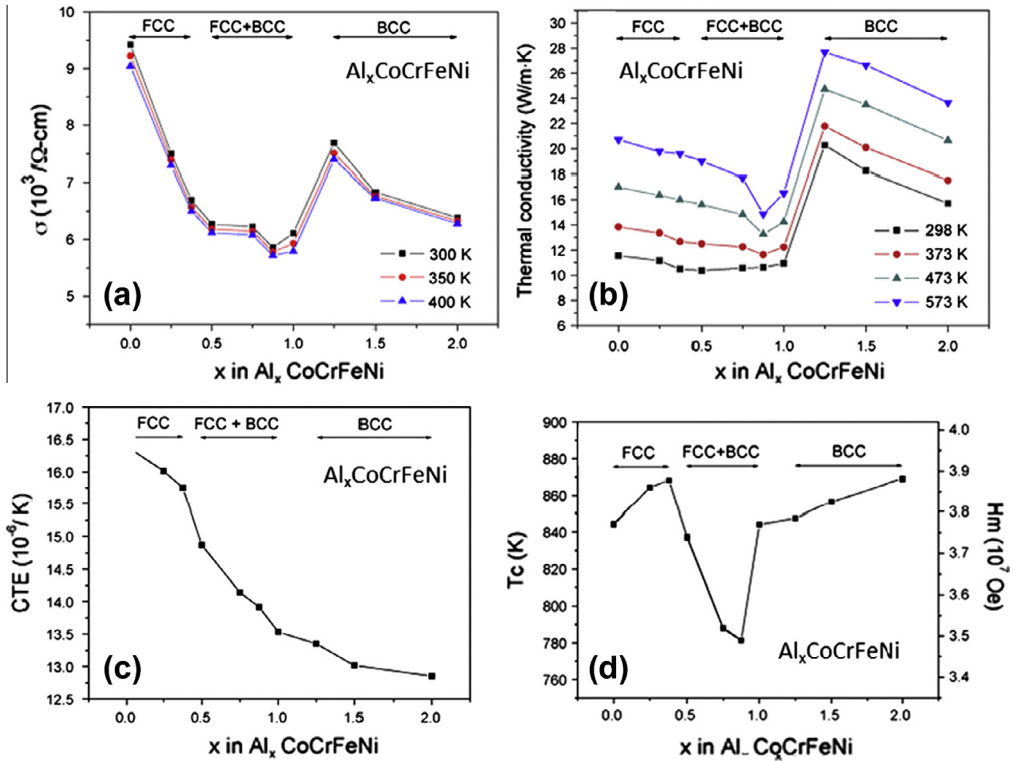 (a)
FCC FCC+BCC BCC
AlxCoCrFeNi
σ (10³ /Ω-cm)
10
9
8
7
6
5
300 K
350 K
400 K
0.0 0.5 1.0 1.5 2.0
x in Alx CoCrFeNi
(b)
FCC FCC+BCC BCC
AlxCoCrFeNi
Thermal conductivity (W/m·K)
30
28
26
24
22
20
18
16
14
12
10
8
6
298 K
373 K
473 K
573 K
0.0 0.5 1.0 1.5 2.0
x in Alx CoCrFeNi
(c)
FCC FCC + BCC BCC
AlxCoCrFeNi
CTE (10⁻⁶/ K)
17.0
16.5
16.0
15.5
15.0
14.5
14.0
13.5
13.0
12.5
0.0 0.5 1.0 1.5 2.0
x in Alx CoCrFeNi
(d)
FCC FCC+BCC BCC
AlxCoCrFeNi
Tc (K)
900
880
860
840
820
800
780
760
Hm (10⁷ Oe)
4.0
3.9
3.8
3.7
3.6
3.5
3.4
0.0 0.5 1.0 1.5 2.0
x in Al– CoxCrFeNi